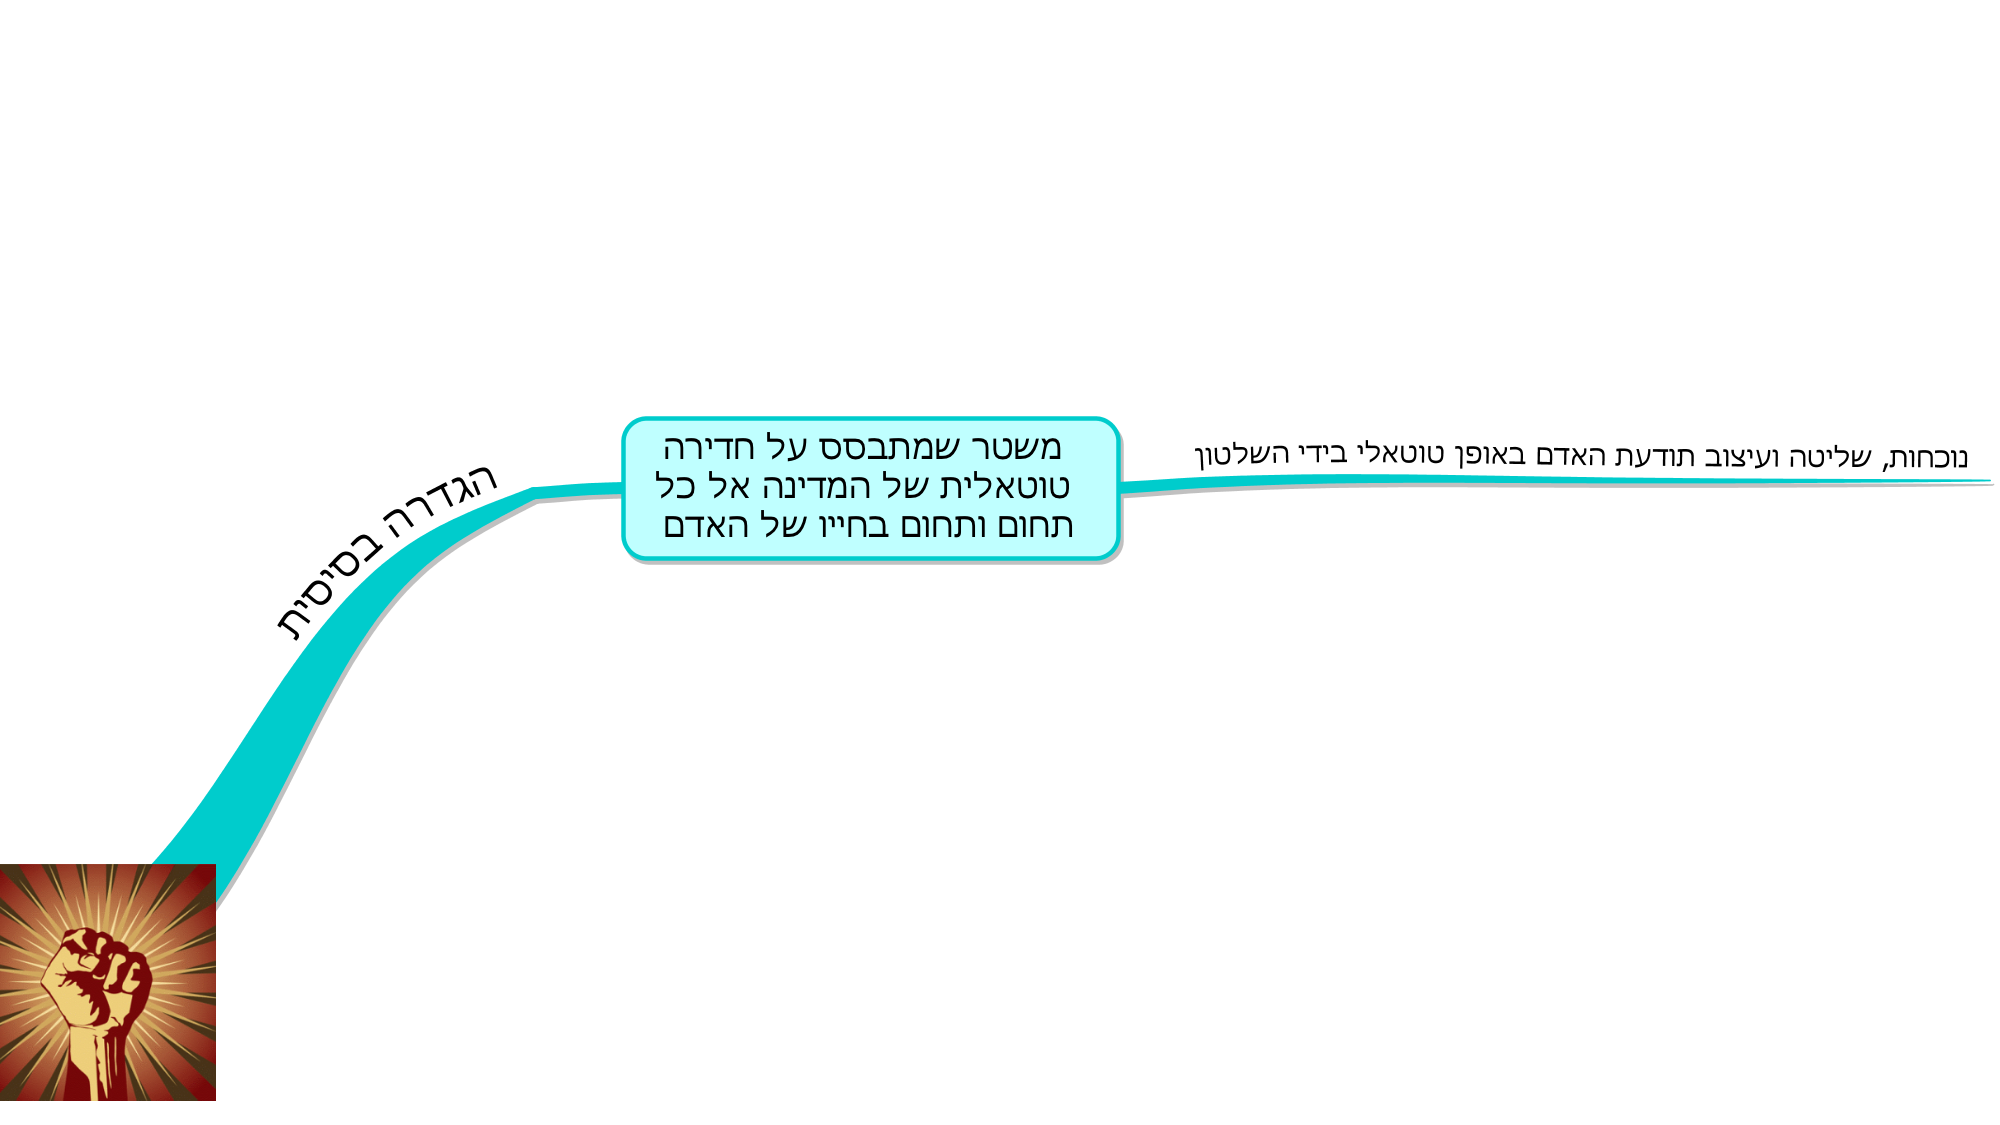 הגדרה בסיסית
משטר שמתבסס על חדירה
טוטאלית של המדינה אל כל
תחום ותחום בחייו של האדם
נוכחות, שליטה ועיצוב תודעת האדם באופן טוטאלי בידי השלטון